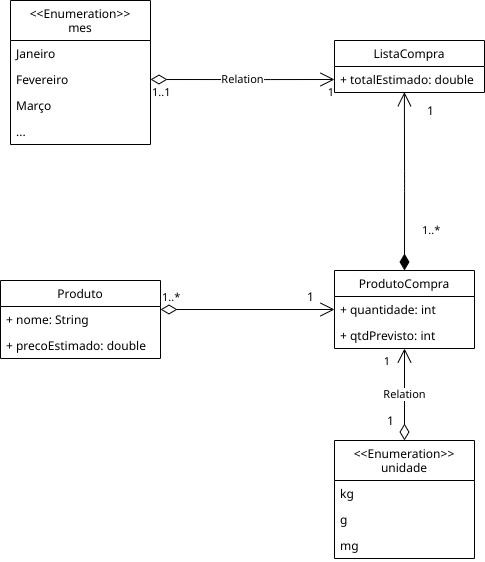 <<Enumeration>>
mes
Janeiro
Fevereiro
Março
...
1..1
Relation
1
ListaCompra
+ totalEstimado: double
1
1..*
Produto
+ nome: String
+ precoEstimado: double
1..*
1
ProdutoCompra
+ quantidade: int
+ qtdPrevisto: int
1
Relation
1
<<Enumeration>>
unidade
kg
g
mg